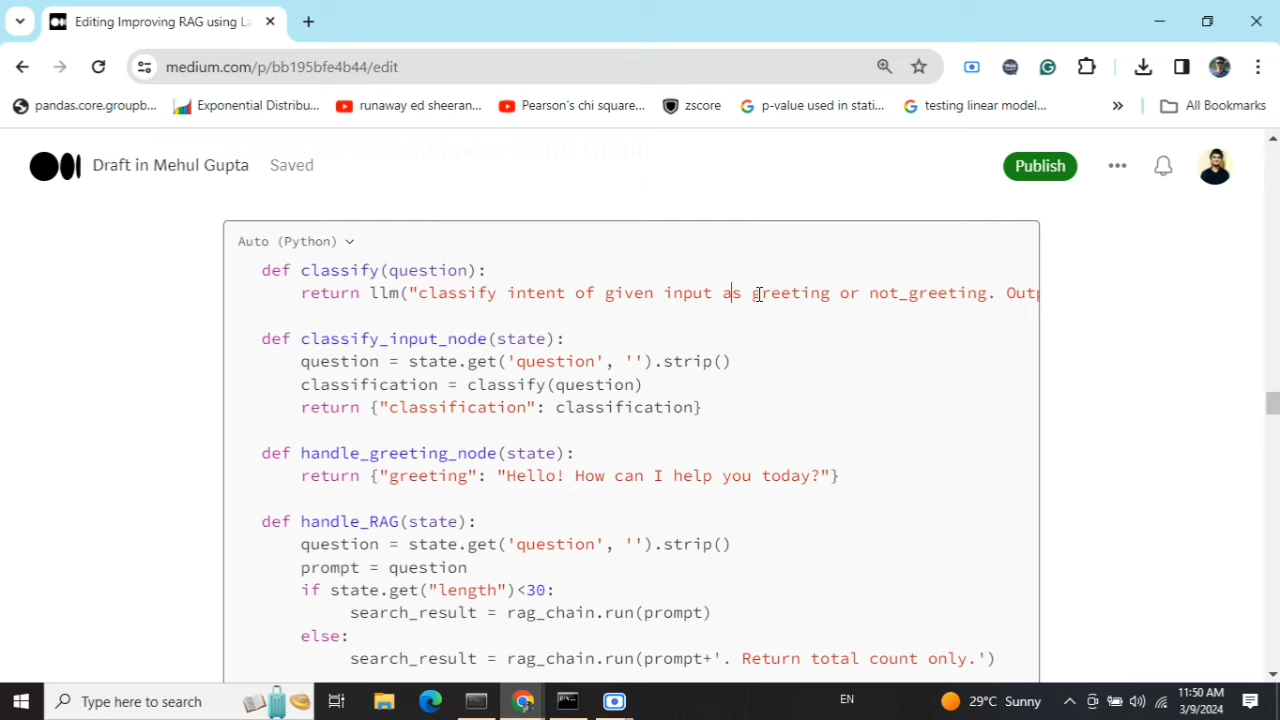 Editing Improving RAG using La
medium.com/p/bb195bfe4b44/edit
pandas.core.groupb...
Exponential Distribu...
runaway ed sheeran...
Pearson's chi square...
zscore
p-value used in stati...
testing linear model...
»
All Bookmarks
Draft in Mehul Gupta
Saved
Publish
Auto (Python)
def classify(question):
return llm("classify intent of given input as greeting or not_greeting. Outp
def classify_input_node(state):
question = state.get('question', '').strip()
classification = classify(question)
return {"classification": classification}
def handle_greeting_node(state):
return {"greeting": "Hello! How can I help you today?"}
def handle_RAG(state):
question = state.get('question', '').strip()
prompt = question
if state.get("length")<30:
search_result = rag_chain.run(prompt)
else:
search_result = rag_chain.run(prompt+'. Return total count only.')
Type here to search
EN
29°C Sunny
11:50 AM
3/9/2024